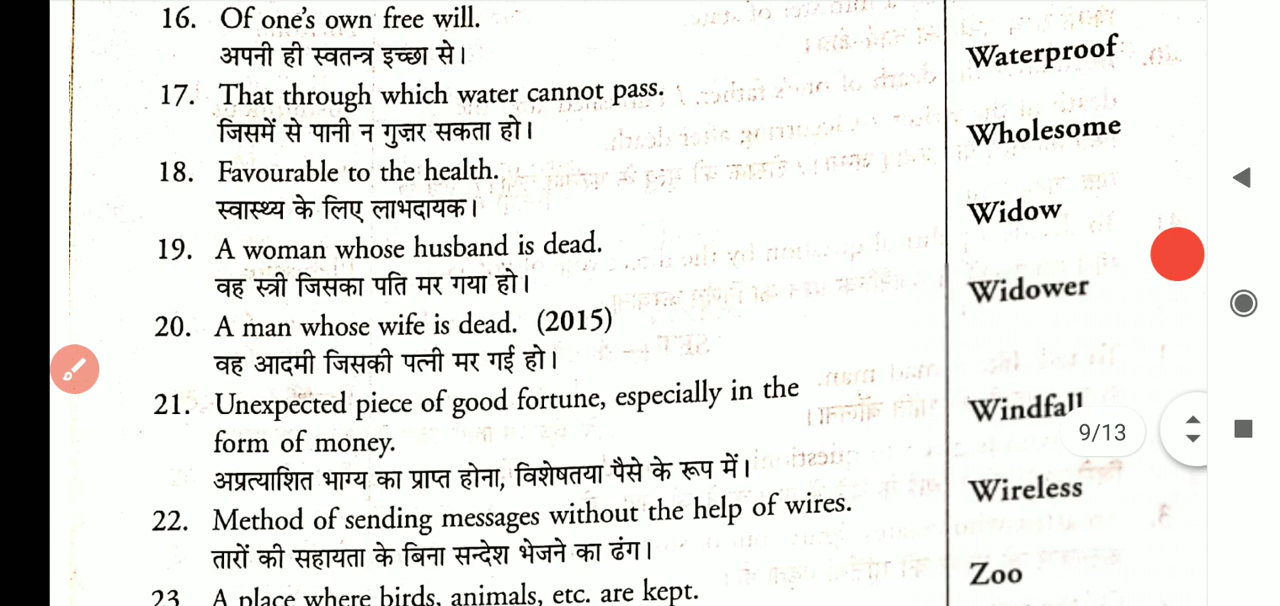 16. Of one's own free will.
अपनी ही स्वतन्त्र इच्छा से।
Waterproof
17. That through which water cannot pass.
जिसमें से पानी न गुज़र सकता हो।
Wholesome
18. Favourable to the health.
स्वास्थ्य के लिए लाभदायक।
Widow
19. A woman whose husband is dead.
वह स्त्री जिसका पति मर गया हो।
Widower
20. A man whose wife is dead. (2015)
वह आदमी जिसकी पत्नी मर गई हो।
21. Unexpected piece of good fortune, especially in the
Windfall
form of money.
9/13
अप्रत्याशित भाग्य का प्राप्त होना, विशेषतया पैसे के रूप में।
Wireless
22. Method of sending messages without the help of wires.
तारों की सहायता के बिना सन्देश भेजने का ढंग।
Zoo
23. A place where birds, animals, etc. are kept.